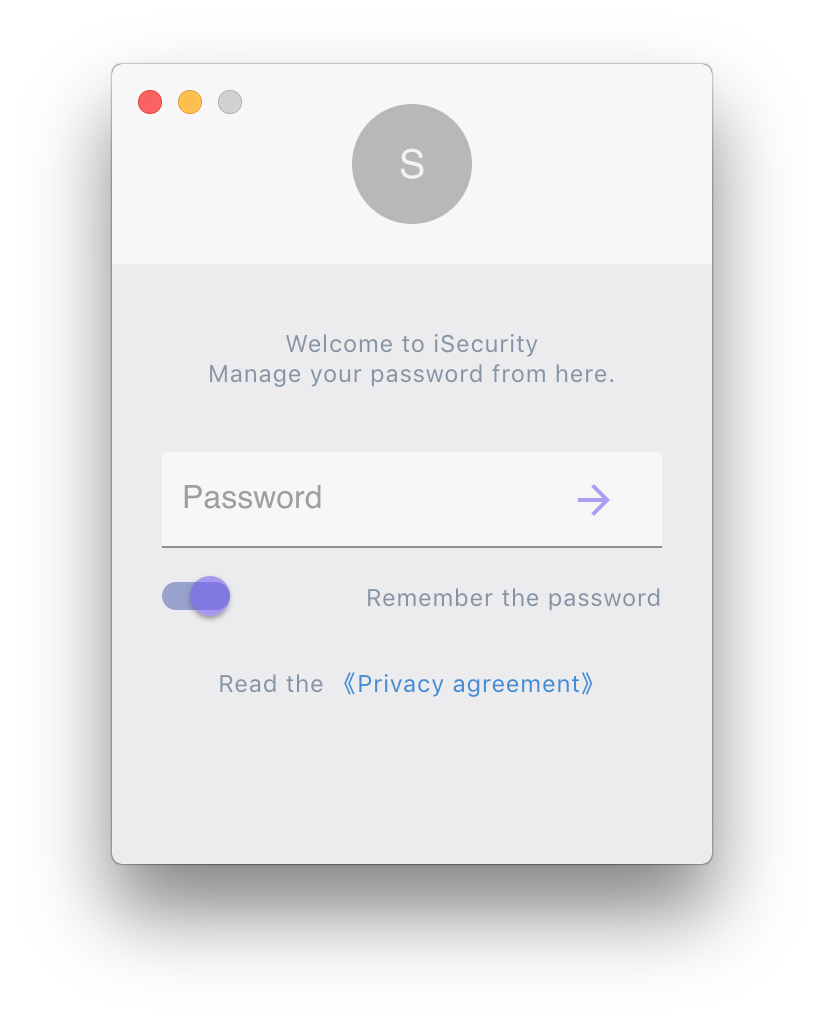 S
Welcome to iSecurity
Manage your password from here.
Password
Remember the password
Read the 《Privacy agreement》